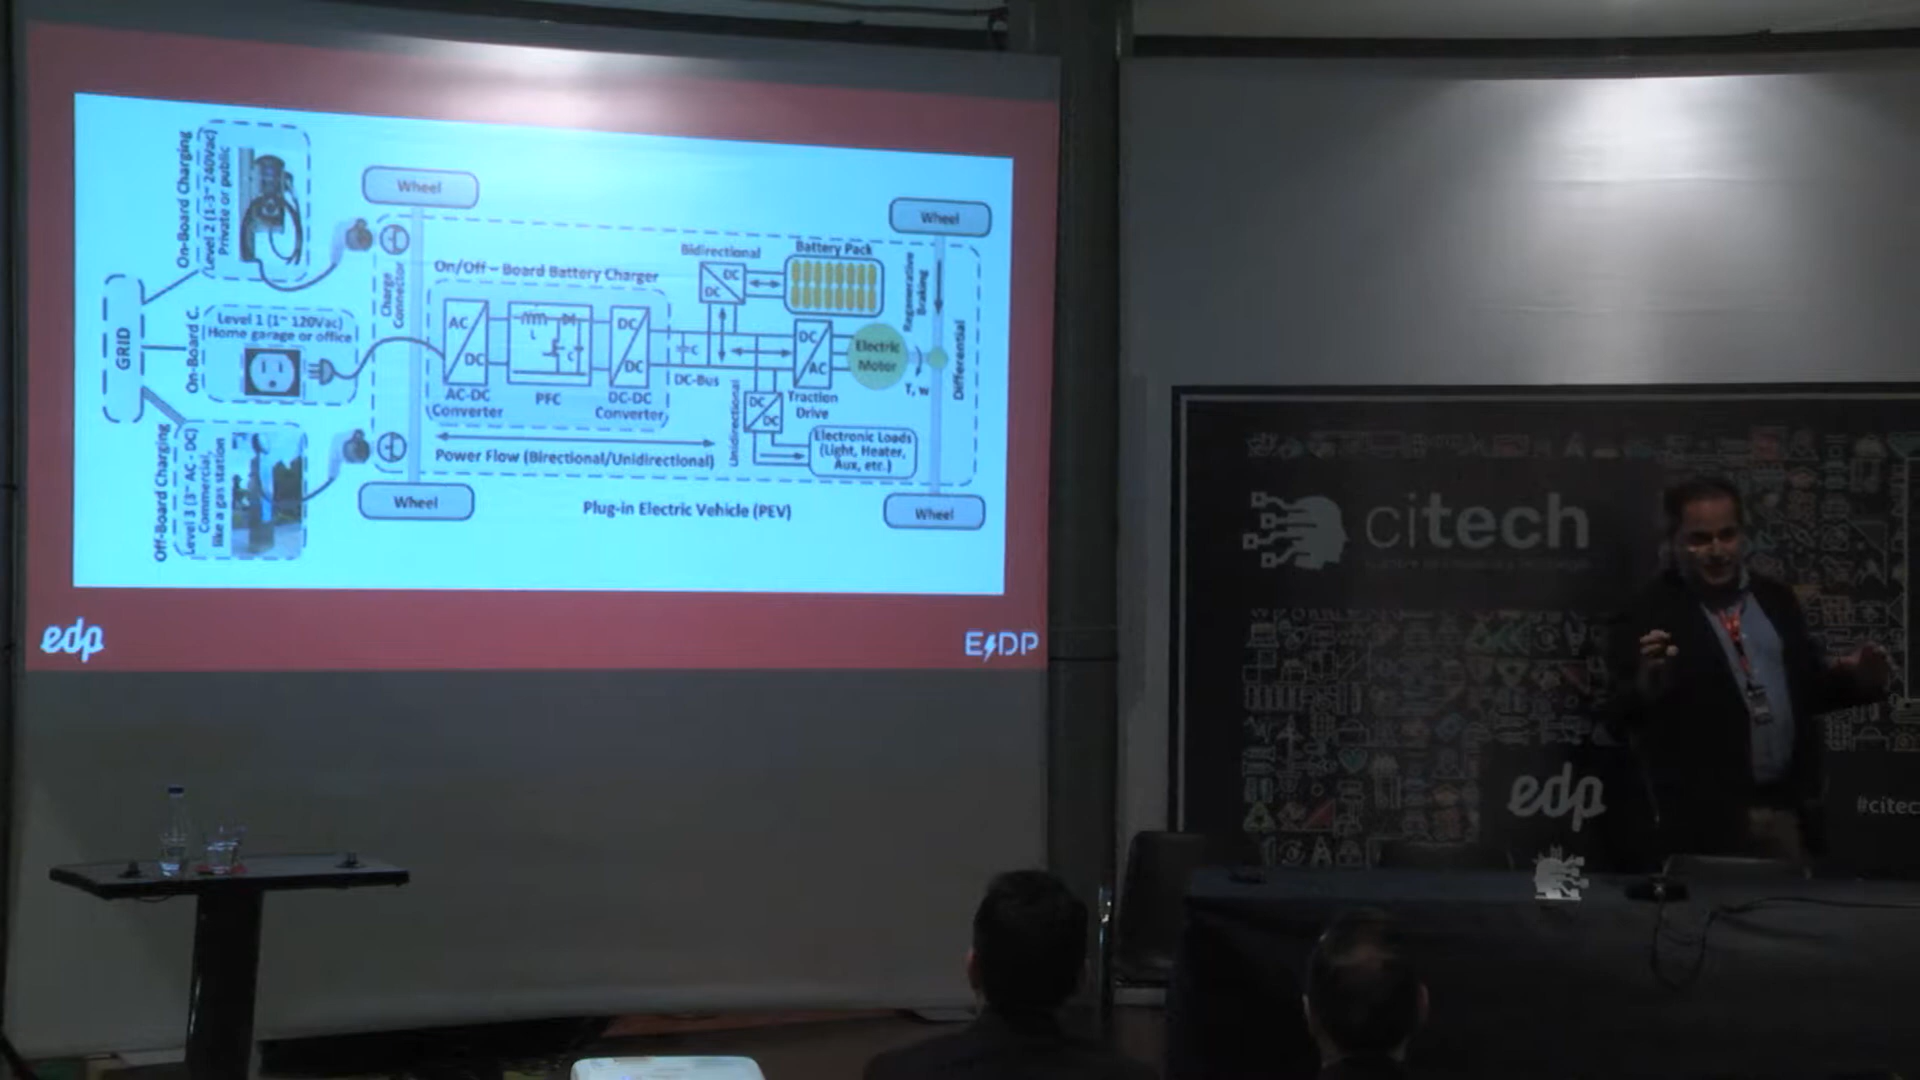 On-Board Charging
Level 2 (1-3~ 240Vac)
Private or public
GRID
On-Board C.
Level 1 (1~ 120Vac)
Home garage or office
Off-Board Charging
Level 3 (3~ AC - DC)
Commercial,
like a gas station
Wheel
Wheel
Charge
Connector
On/Off – Board Battery Charger
AC
DC
AC-DC
Converter
L
C
PFC
DC
DC
DC-DC
Converter
C
DC-Bus
Power Flow (Birectional/Unidirectional)
Bidirectional
DC
DC
Battery Pack
Unidirectional
DC
DC
DC
AC
Traction
Drive
Electric
Motor
T, w
Regenerative
Braking
Differential
Electronic Loads
(Light, Heater,
Aux, etc.)
Wheel
Wheel
Plug-in Electric Vehicle (PEV)
edp
E DP
citech
edp
#citec